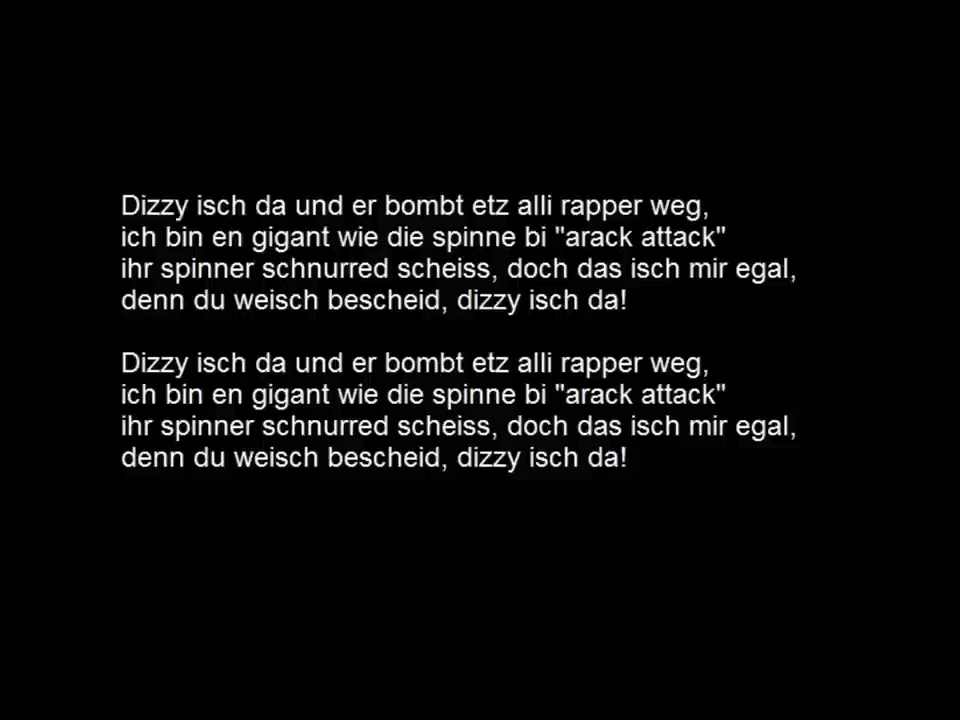 Dizzy isch da und er bombt etz alli rapper weg,
ich bin en gigant wie die spinne bi "arack attack"
ihr spinner schnurred scheiss, doch das isch mir egal,
denn du weisch bescheid, dizzy isch da!
Dizzy isch da und er bombt etz alli rapper weg,
ich bin en gigant wie die spinne bi "arack attack"
ihr spinner schnurred scheiss, doch das isch mir egal,
denn du weisch bescheid, dizzy isch da!